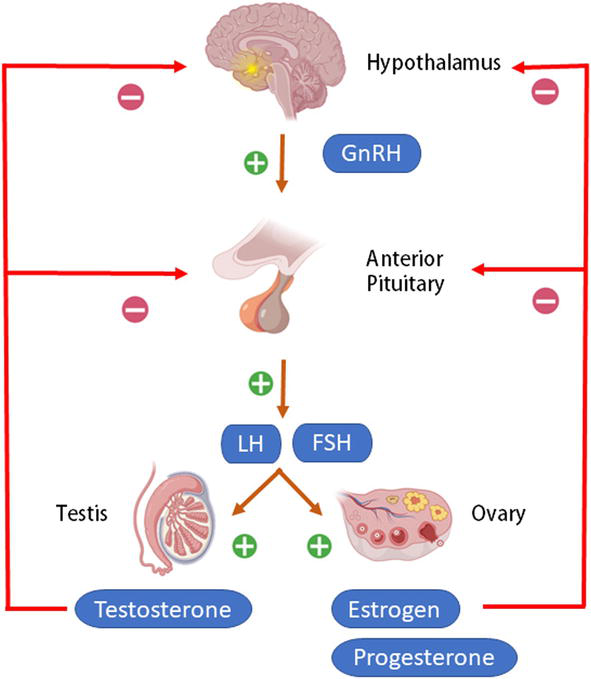 Hypothalamus
GnRH
Anterior
Pituitary
LH
FSH
Testis
Ovary
Testosterone
Estrogen
Progesterone